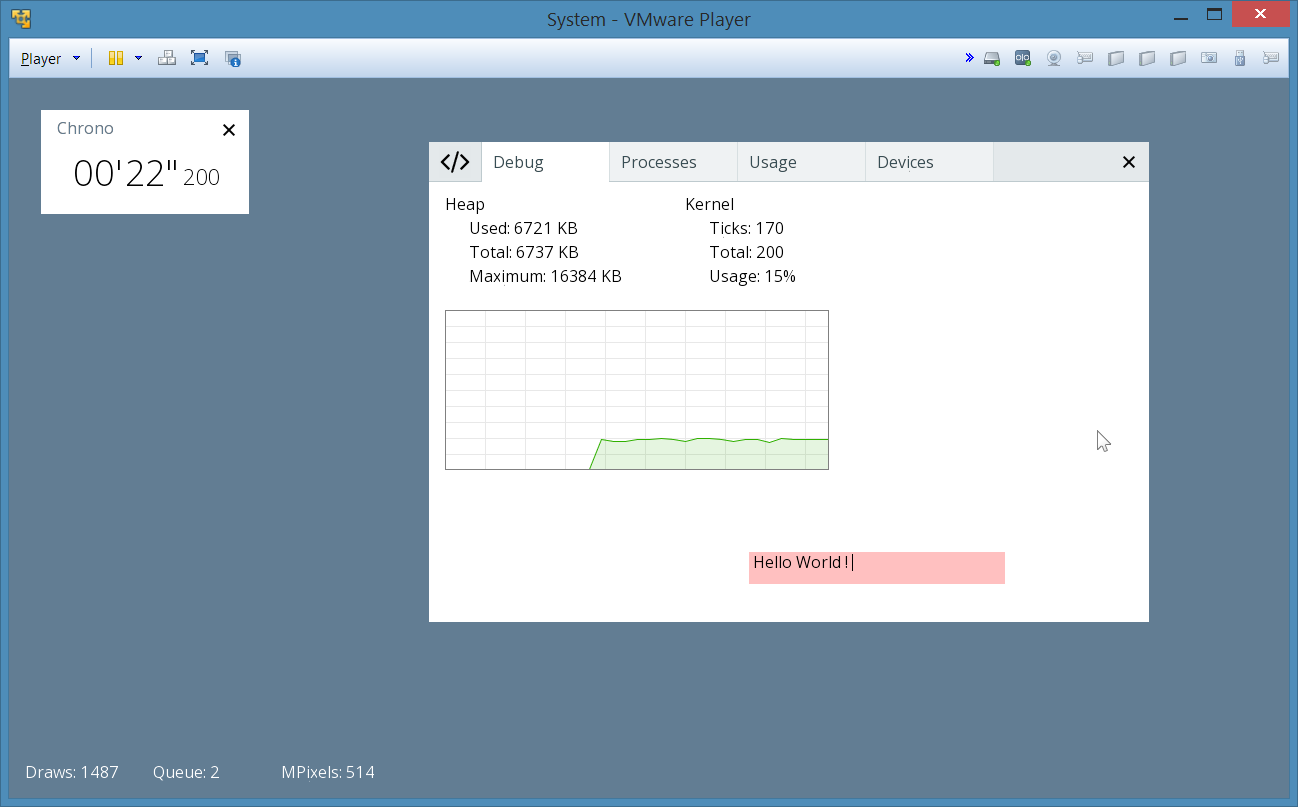 System - VMware Player
Player
Chrono
00'22" 200
</> Debug Processes Usage Devices
Heap
Used: 6721 KB
Total: 6737 KB
Maximum: 16384 KB
Kernel
Ticks: 170
Total: 200
Usage: 15%
Hello World !
Draws: 1487 Queue: 2 MPixels: 514